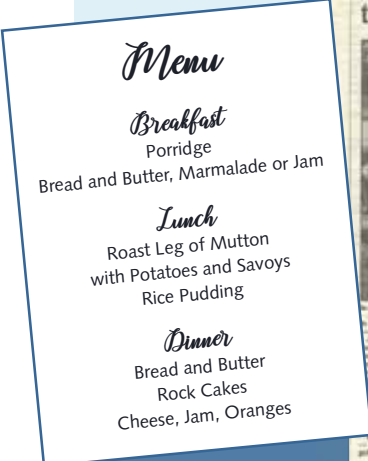 Menu
Breakfast
Porridge
Bread and Butter, Marmalade or Jam
Lunch
Roast Leg of Mutton
with Potatoes and Savoys
Rice Pudding
Dinner
Bread and Butter
Rock Cakes
Cheese, Jam, Oranges